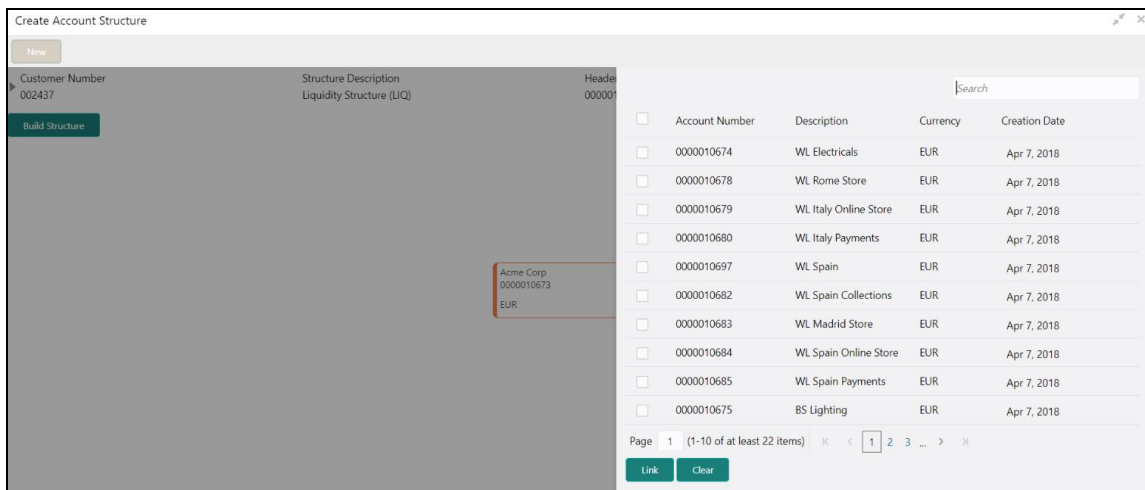 Create Account Structure
New
Customer Number Structure Description Header
002437 Liquidity Structure (LIQ) 00000
Build Structure
Acme Corp
0000010673
EUR
Search
Account Number Description Currency Creation Date
0000010674 WL Electricals EUR Apr 7, 2018
0000010678 WL Rome Store EUR Apr 7, 2018
0000010679 WL Italy Online Store EUR Apr 7, 2018
0000010680 WL Italy Payments EUR Apr 7, 2018
0000010697 WL Spain EUR Apr 7, 2018
0000010682 WL Spain Collections EUR Apr 7, 2018
0000010683 WL Madrid Store EUR Apr 7, 2018
0000010684 WL Spain Online Store EUR Apr 7, 2018
0000010685 WL Spain Payments EUR Apr 7, 2018
0000010675 BS Lighting EUR Apr 7, 2018
Page 1 (1-10 of at least 22 items) 1 2 3 ...
Link Clear